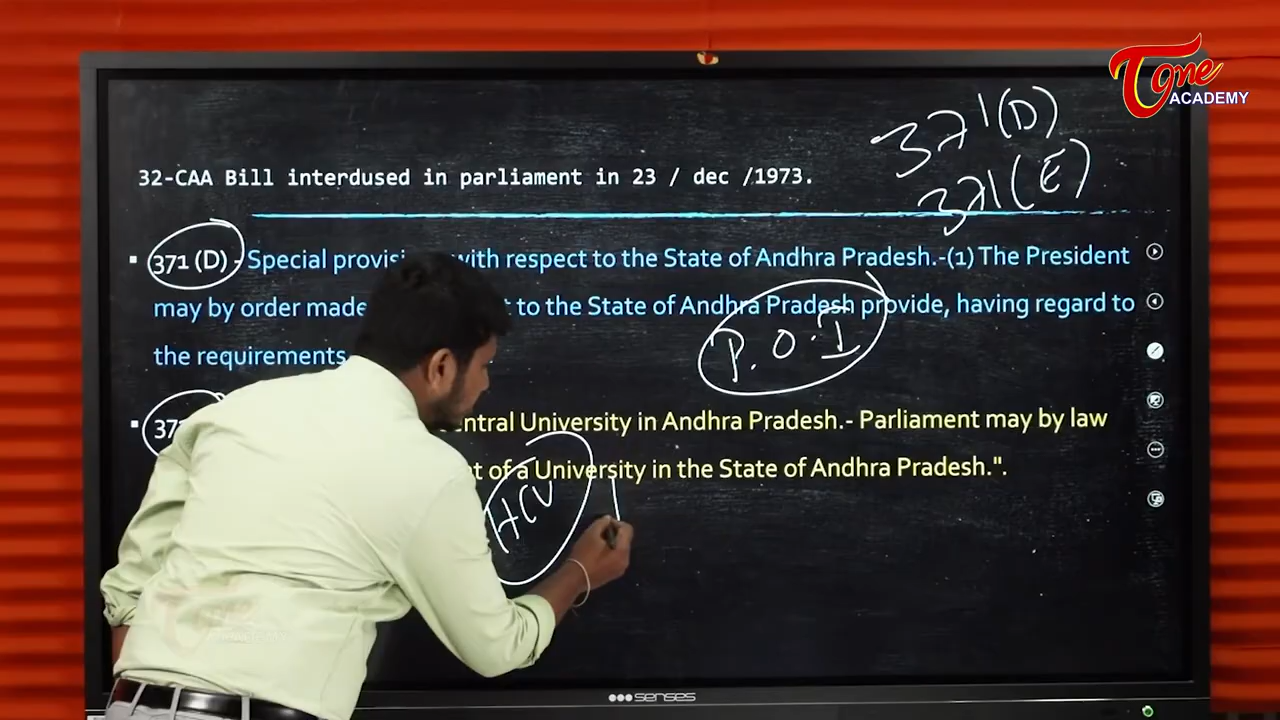 Tone
ACADEMY
371(D)
371(E)
32-CAA Bill interdused in parliament in 23 / dec /1973.
371 (D) - Special with respect to the State of Andhra Pradesh.-(1) The President
may by order made to the State of Andhra Pradesh provide, having regard to
the requirements
P.O.I
University in Andhra Pradesh.- Parliament may by law
of a University in the State of Andhra Pradesh.".
HCU
senses